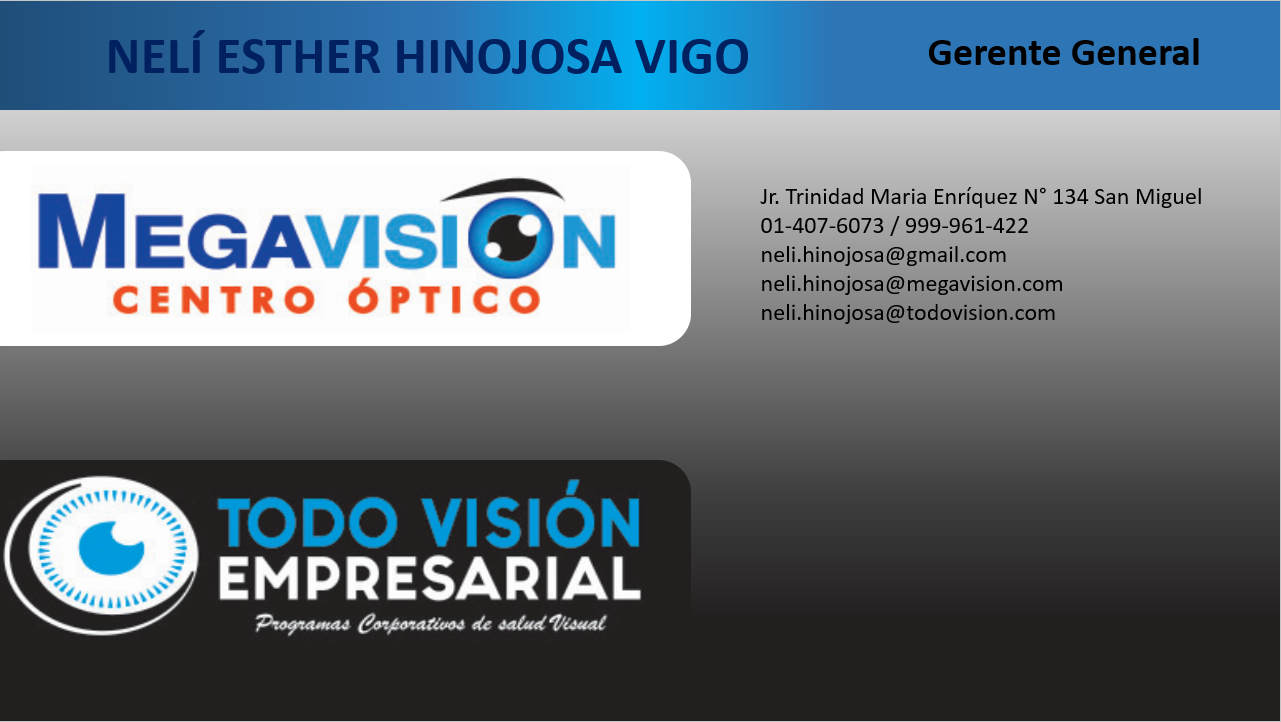 NELÍ ESTHER HINOJOSA VIGO
Gerente General
MEGAVISION
CENTRO ÓPTICO
Jr. Trinidad Maria Enríquez N° 134 San Miguel
01-407-6073 / 999-961-422
neli.hinojosa@gmail.com
neli.hinojosa@megavision.com
neli.hinojosa@todovision.com
TODO VISIÓN
EMPRESARIAL
Programas Corporativos de salud Visual